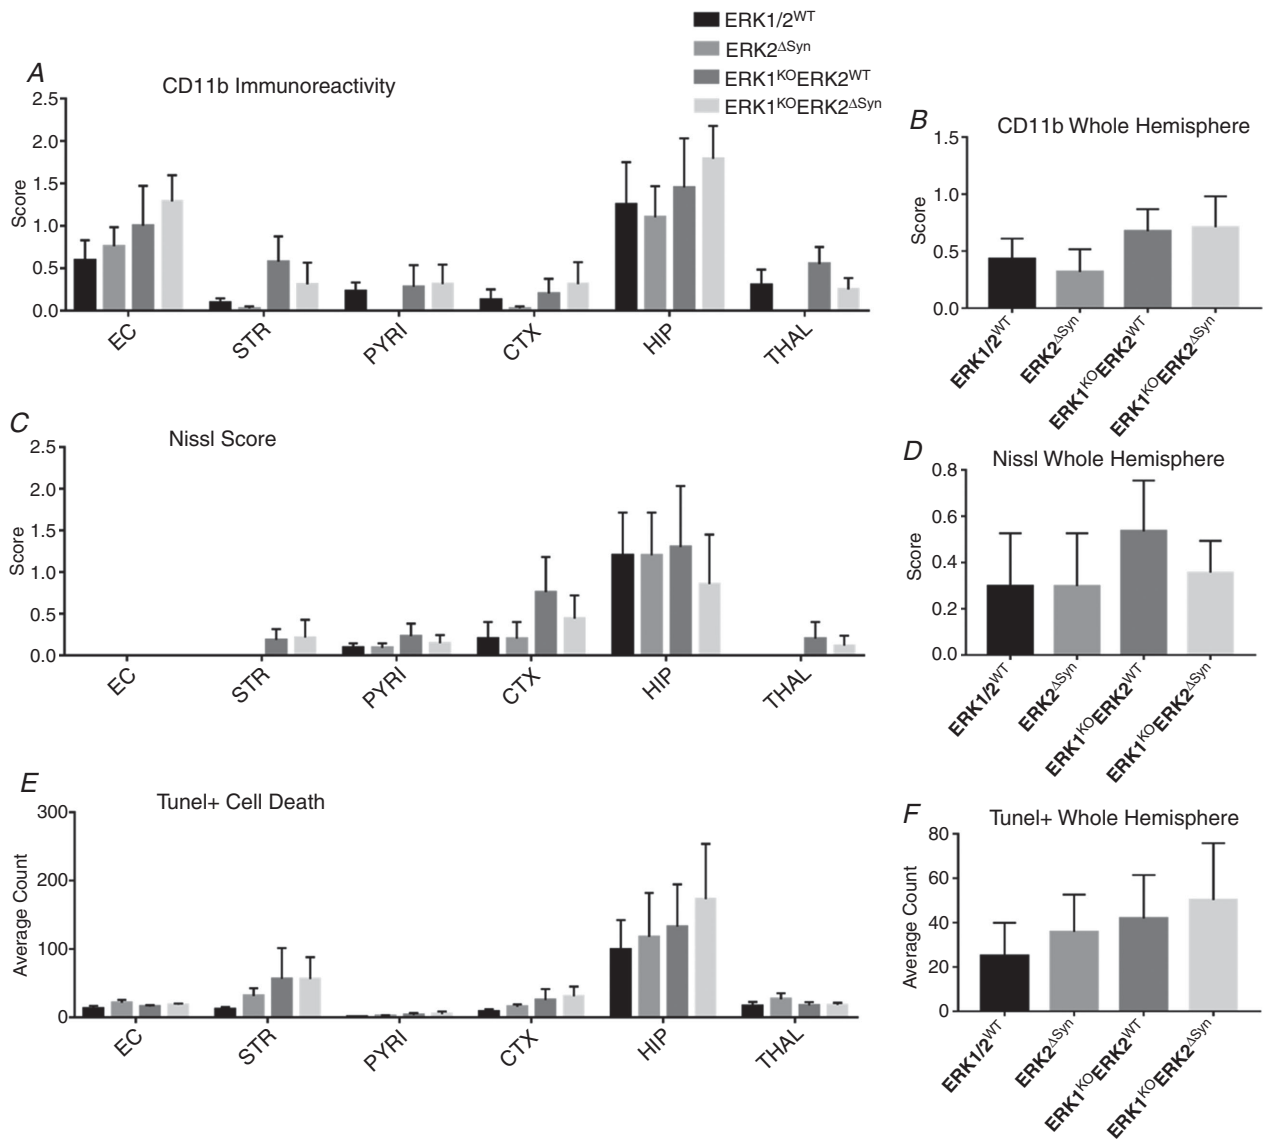 ERK1/2WT
ERK2ΔSyn
ERK1KOERK2WT
ERK1KOERK2ΔSyn
A
CD11b Immunoreactivity
Score
2.5
2.0
1.5
1.0
0.5
0.0
EC STR PYRI CTX HIP THAL
B
CD11b Whole Hemisphere
Score
1.5
1.0
0.5
0.0
ERK1/2WT
ERK2ΔSyn
ERK1KOERK2WT
ERK1KOERK2ΔSyn
C
Nissl Score
Score
2.5
2.0
1.5
1.0
0.5
0.0
EC STR PYRI CTX HIP THAL
D
Nissl Whole Hemisphere
Score
0.8
0.6
0.4
0.2
0.0
ERK1/2WT
ERK2ΔSyn
ERK1KOERK2WT
ERK1KOERK2ΔSyn
E
Tunel+ Cell Death
Average Count
300
200
100
0
EC STR PYRI CTX HIP THAL
F
Tunel+ Whole Hemisphere
Average Count
80
60
40
20
0
ERK1/2WT
ERK2ΔSyn
ERK1KOERK2WT
ERK1KOERK2ΔSyn